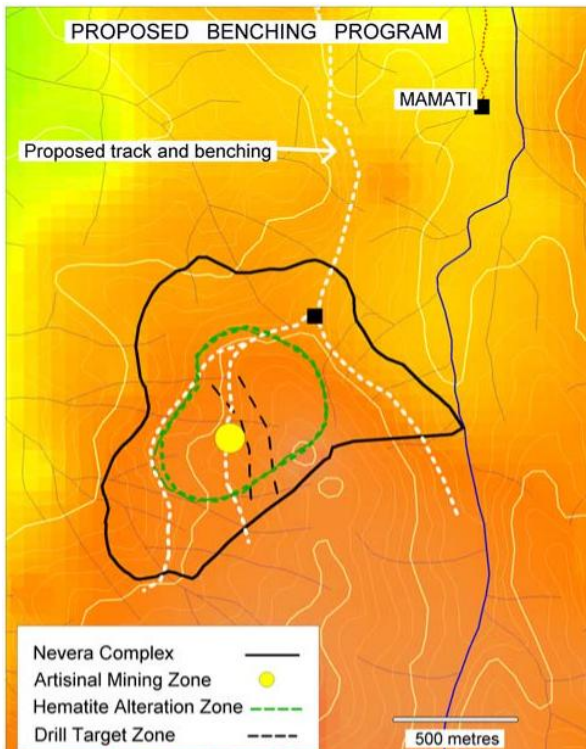 PROPOSED BENCHING PROGRAM
MAMATI
Proposed track and benching
Nevera Complex
Artisinal Mining Zone
Hematite Alteration Zone
Drill Target Zone
500 metres